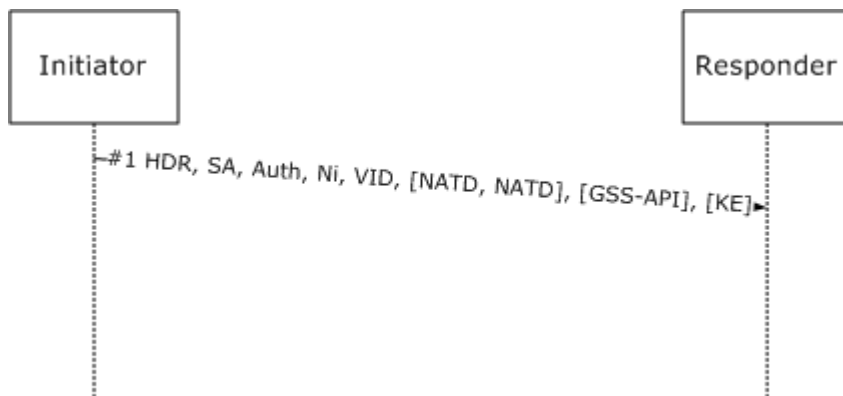 Initiator
Responder
#1 HDR, SA, Auth, Ni, VID, [NATD, NATD], [GSS-API], [KE]